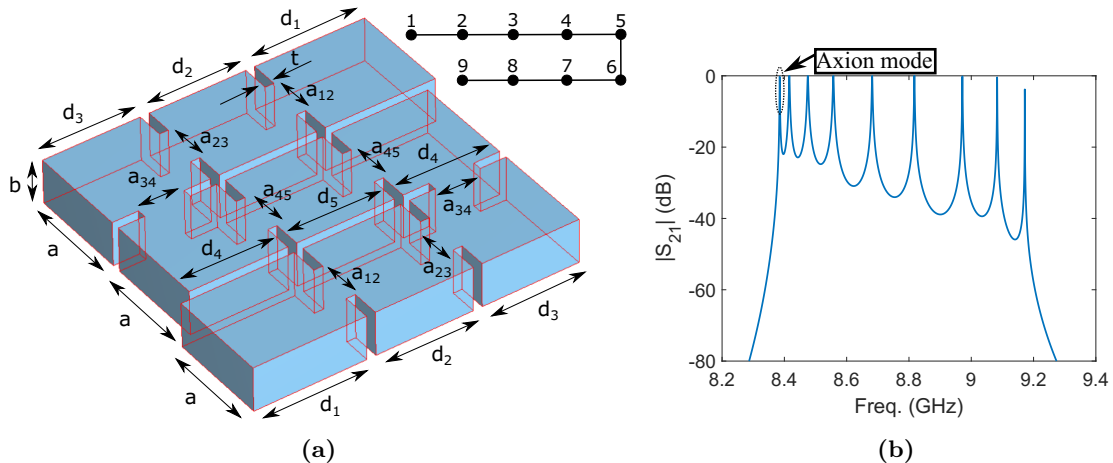 d1
d2
t
d3
a12
a23
a45
d4
b
a34
a45
d5
a34
a
d4
a12
a23
a
d3
d2
a
d1
1 2 3 4 5
9 8 7 6
(a)
Axion mode
0
-20
-40
-60
-80
|S21| (dB)
8.2 8.4 8.6 8.8 9 9.2 9.4
Freq. (GHz)
(b)